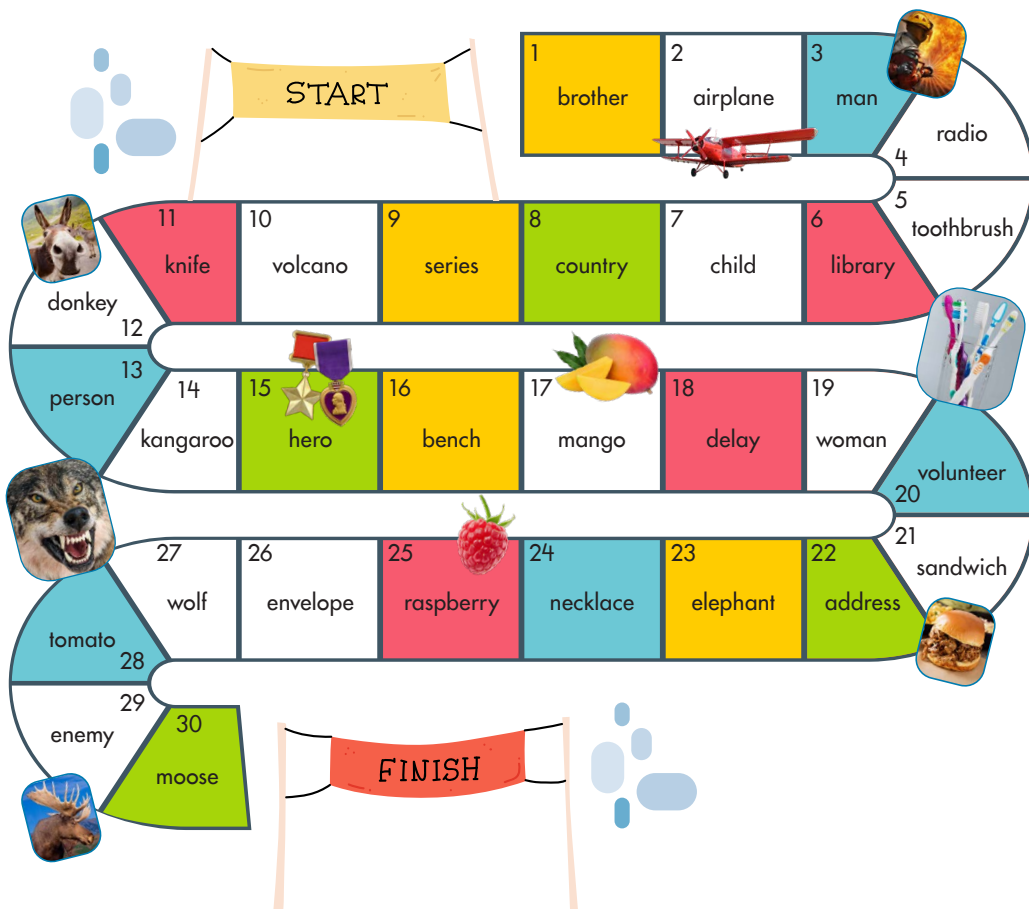 START
1
brother
2
airplane
3
man
4
radio
5
toothbrush
6
library
7
child
8
country
9
series
10
volcano
11
knife
12
donkey
13
person
14
kangaroo
15
hero
16
bench
17
mango
18
delay
19
woman
20
volunteer
21
sandwich
22
address
23
elephant
24
necklace
25
raspberry
26
envelope
27
wolf
28
tomato
29
enemy
30
moose
FINISH